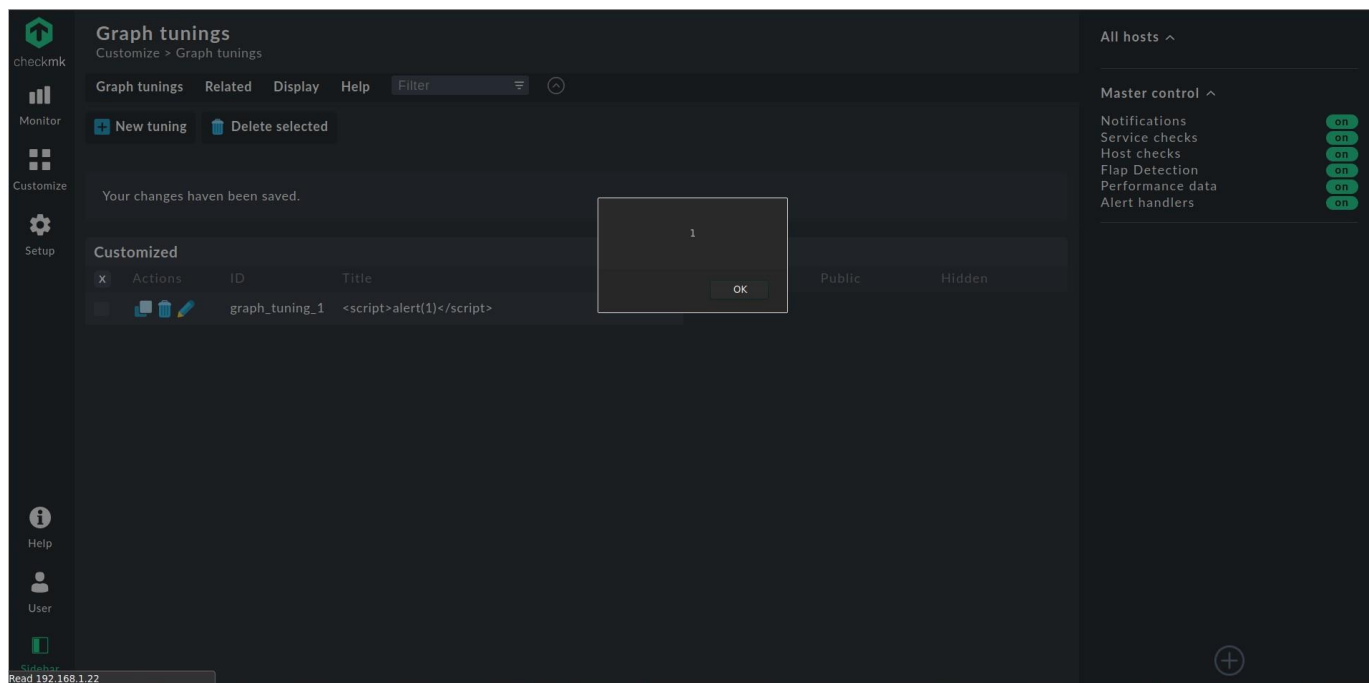 checkmk
Monitor
Customize
Setup
Help
User
Sidebar
Graph tunings
Customize > Graph tunings
Graph tunings Related Display Help Filter
New tuning Delete selected
Your changes haven been saved.
Customized
X Actions ID Title Public Hidden
graph_tuning_1 <script>alert(1)</script>
1
OK
All hosts
Master control
Notifications on
Service checks on
Host checks on
Flap Detection on
Performance data on
Alert handlers on
Read 192.168.1.22